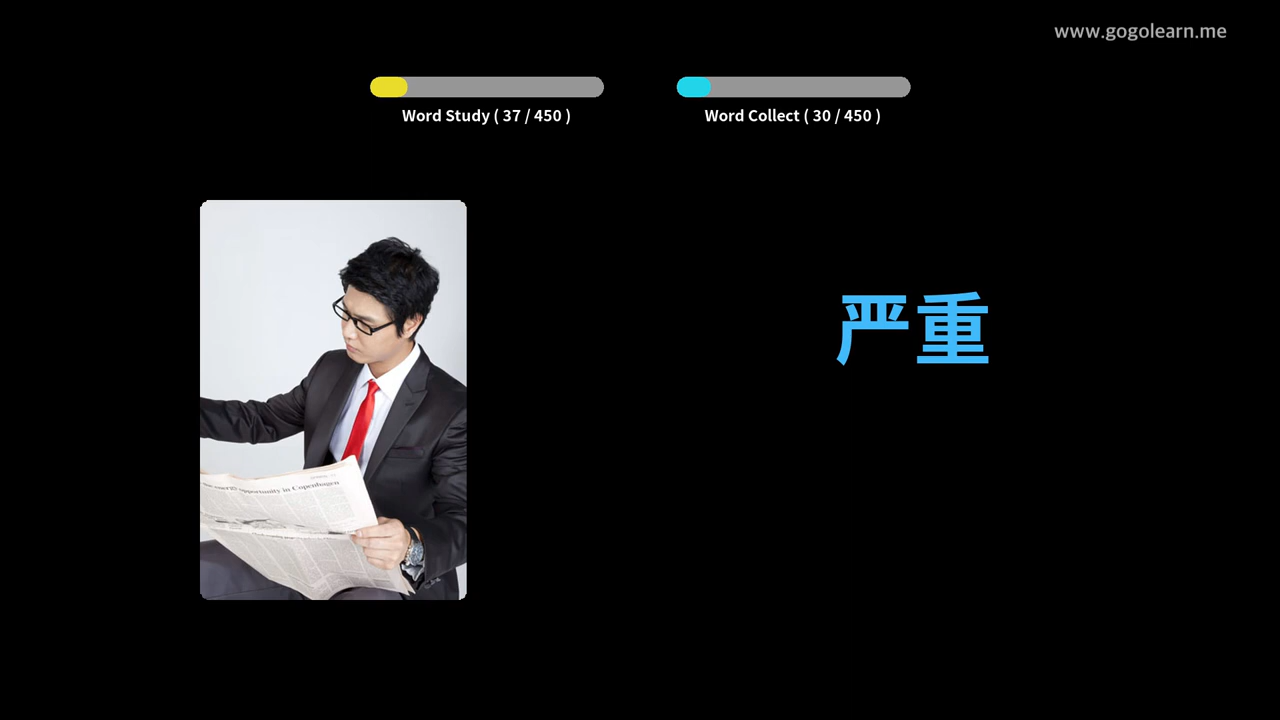 www.gogolearn.me
Word Study ( 37 / 450 )
Word Collect ( 30 / 450 )
严重
opportunity in Copenhagen